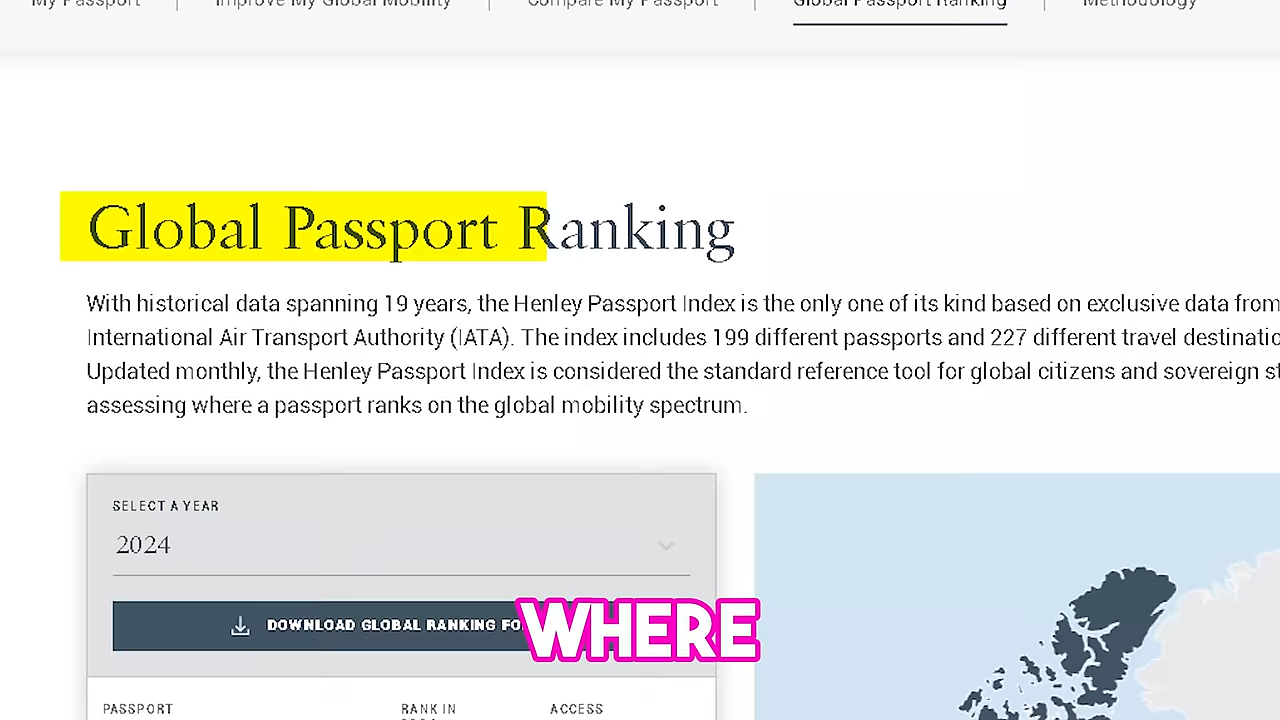 My Passport
Improve My Global Mobility
Compare My Passport
Global Passport Ranking
Methodology
Global Passport Ranking
With historical data spanning 19 years, the Henley Passport Index is the only one of its kind based on exclusive data from
International Air Transport Authority (IATA). The index includes 199 different passports and 227 different travel
Updated monthly, the Henley Passport Index is considered the standard reference tool for global citizens and sovereign
assessing where a passport ranks on the global mobility spectrum.
SELECT A YEAR
2024
DOWNLOAD GLOBAL RANKING
WHERE
PASSPORT
RANK IN
ACCESS